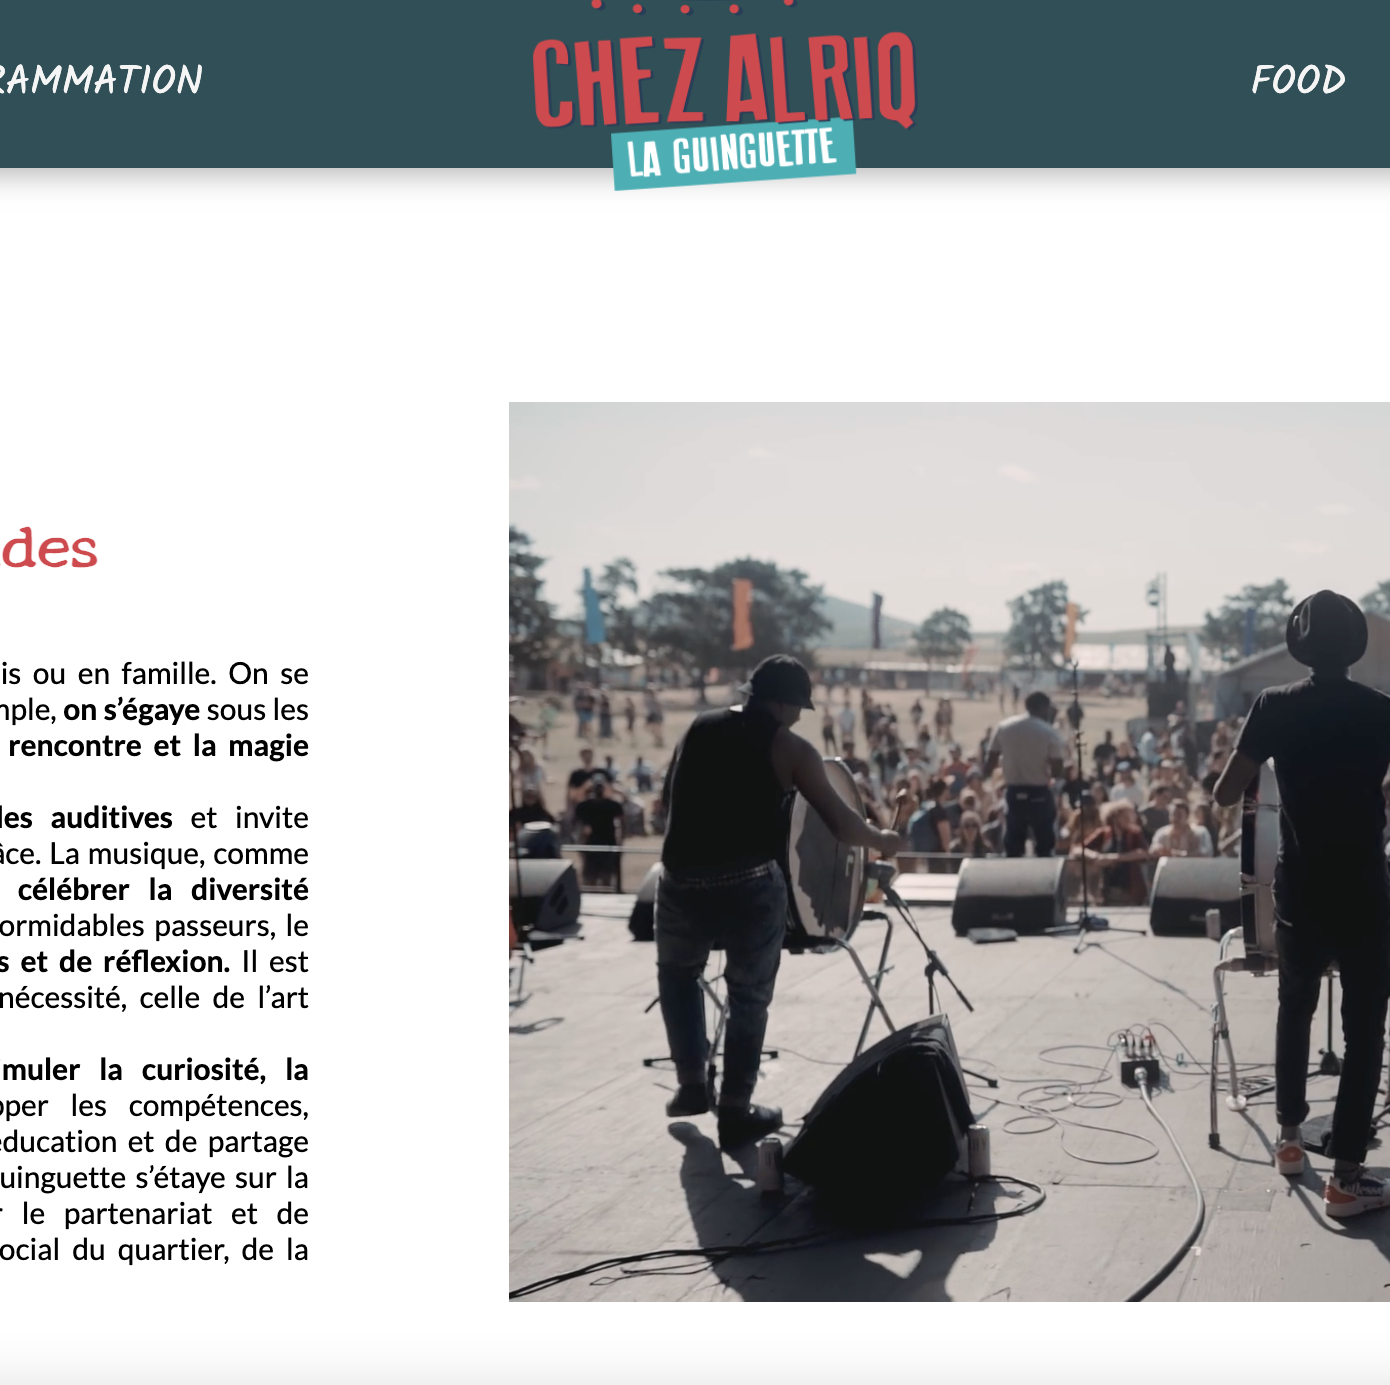 RAMMATION
CHEZ ALRIQ
LA GUINGUETTE
FOOD
des
is ou en famille. On se
mple, on s’égaye sous les
rencontre et la magie
les auditives et invite
âce. La musique, comme
célébrer la diversité
ormidables passeurs, le
s et de réflexion. Il est
nécessité, celle de l’art
muler la curiosité, la
pper les compétences,
éducation et de partage
uinguette s’étaye sur la
r le partenariat et de
ocial du quartier, de la